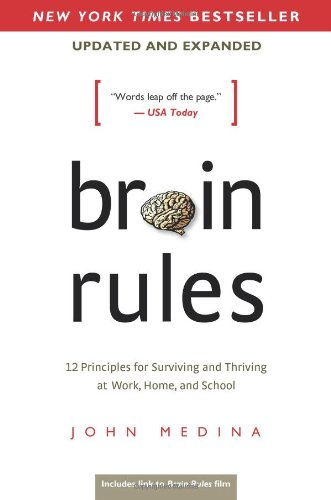 NEW YORK TIMES BESTSELLER
UPDATED AND EXPANDED
"Words leap off the page."
— USA Today
br in
rules
12 Principles for Surviving and Thriving
at Work, Home, and School
JOHN MEDINA
Includes link to Brain Rules film